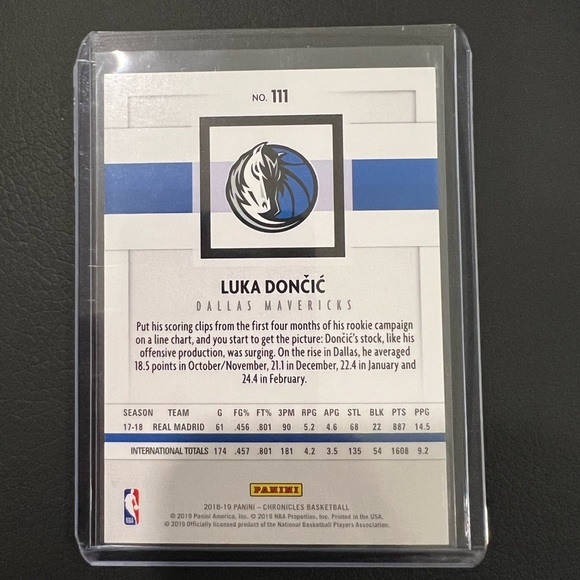 NO. 111
LUKA DONČIĆ
DALLAS MAVERICKS
Put his scoring clips from the first four months of his rookie campaign
on a line chart, and you start to get the picture: Dončić's stock, like his
offensive production, was surging. On the rise in Dallas, he averaged
18.5 points in October/November, 21.1 in December, 22.4 in January and
24.4 in February.
SEASON TEAM G FG% FT% 3PM RPG APG STL BLK PTS PPG
17-18 REAL MADRID 61 .456 .801 90 5.2 4.6 68 22 887 14.5
INTERNATIONAL TOTALS 174 .457 .801 181 4.2 3.5 135 54 1608 9.2
PANINI
2018-19 PANINI – CHRONICLES BASKETBALL
© 2019 Panini America, Inc. © 2019 NBA Properties, Inc. Printed in the USA.
© 2019 Officially licensed product of the National Basketball Players Association.
NBA